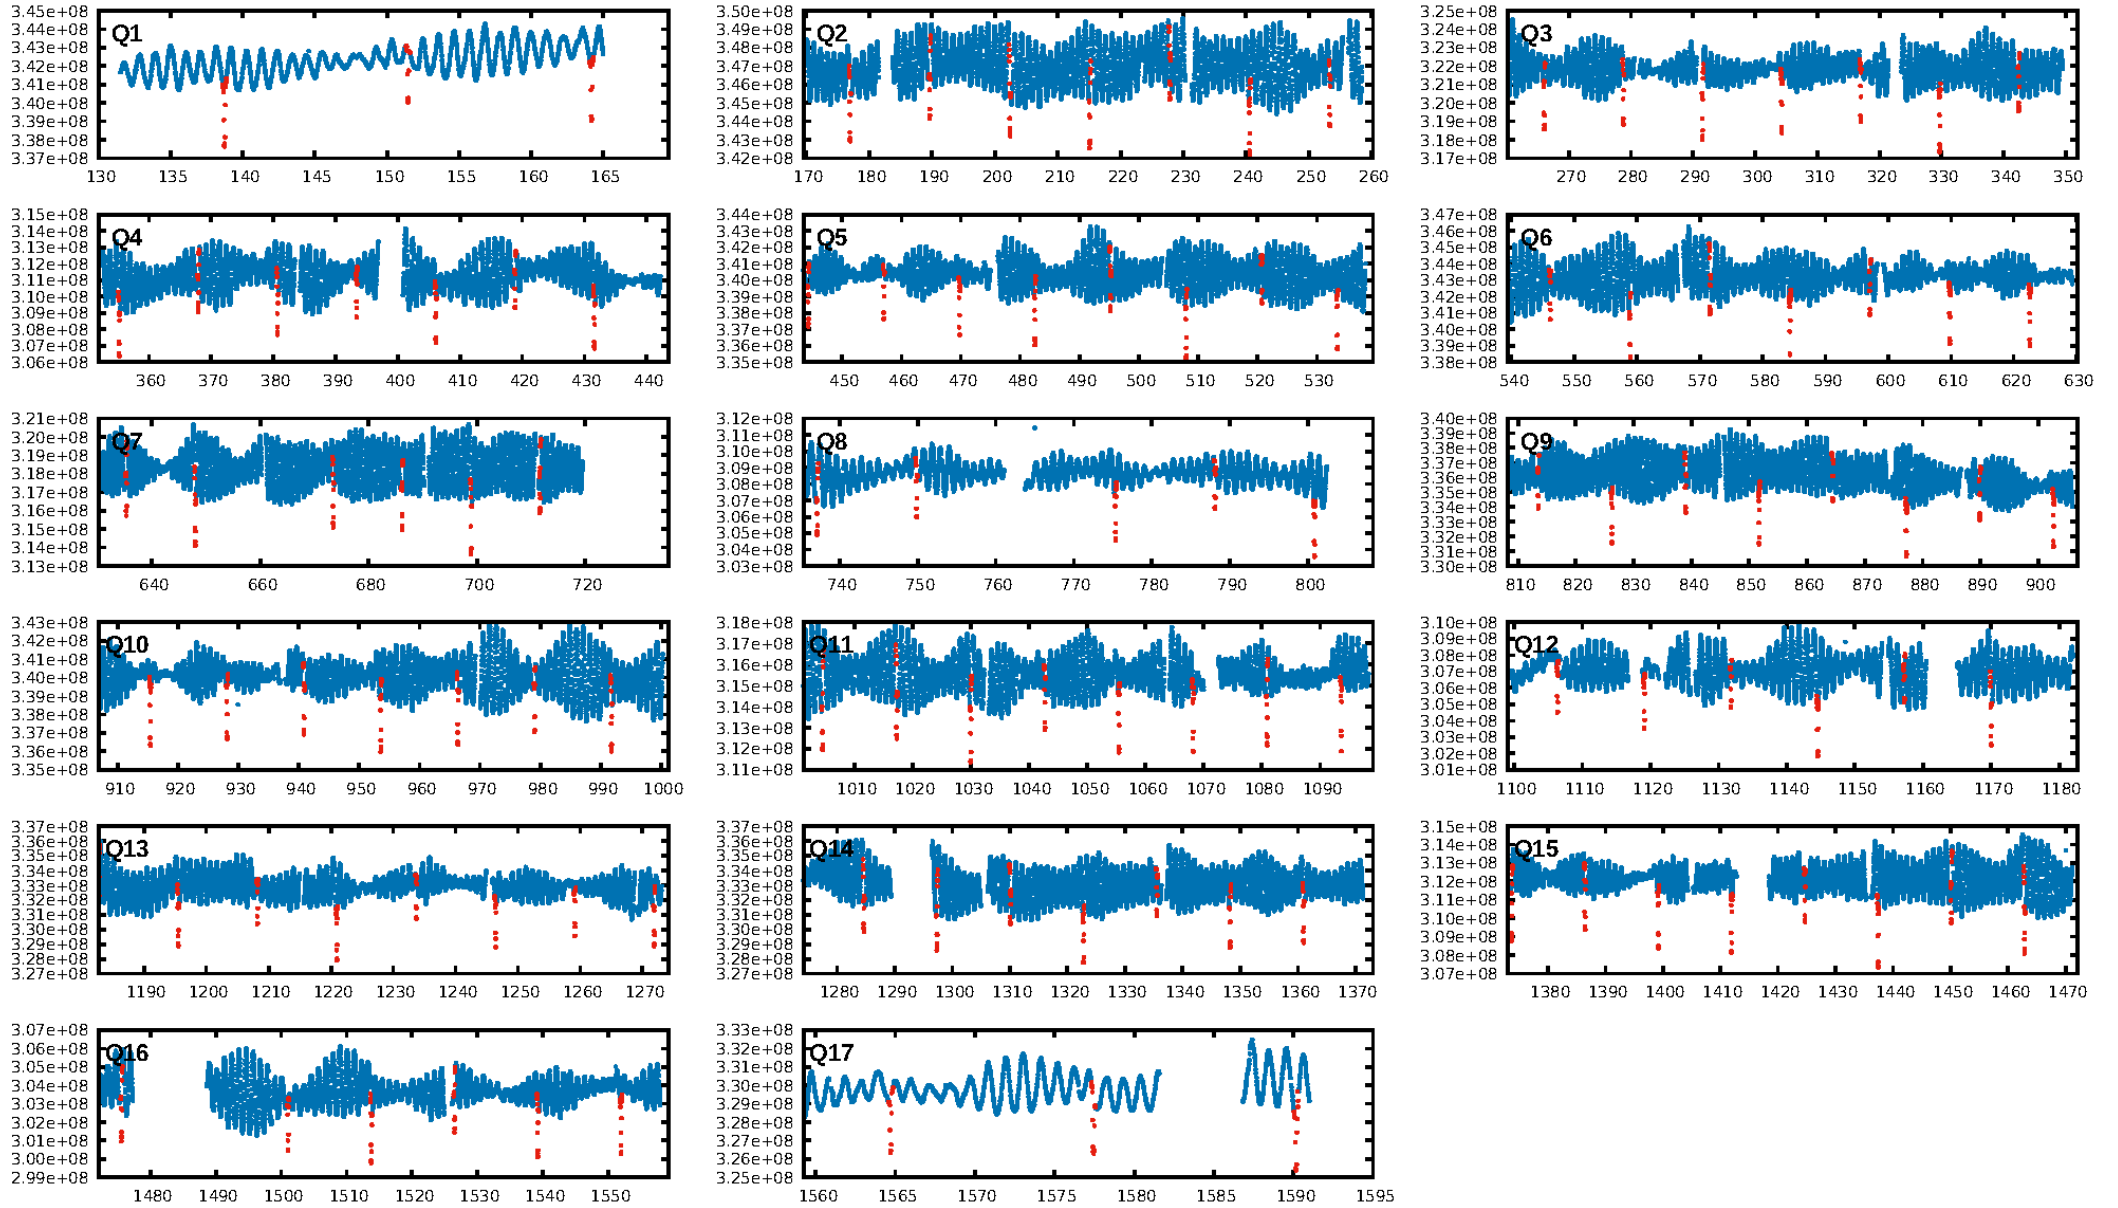 3.45e+08
3.44e+08
3.43e+08
3.42e+08
3.41e+08
3.40e+08
3.39e+08
3.38e+08
3.37e+08
Q1
130 135 140 145 150 155 160 165
3.50e+08
3.49e+08
3.48e+08
3.47e+08
3.46e+08
3.45e+08
3.44e+08
3.43e+08
3.42e+08
Q2
170 180 190 200 210 220 230 240 250 260
3.25e+08
3.24e+08
3.23e+08
3.22e+08
3.21e+08
3.20e+08
3.19e+08
3.18e+08
3.17e+08
Q3
270 280 290 300 310 320 330 340 350
3.15e+08
3.14e+08
3.13e+08
3.12e+08
3.11e+08
3.10e+08
3.09e+08
3.08e+08
3.07e+08
3.06e+08
Q4
360 370 380 390 400 410 420 430 440
3.44e+08
3.43e+08
3.42e+08
3.41e+08
3.40e+08
3.39e+08
3.38e+08
3.37e+08
3.36e+08
3.35e+08
Q5
450 460 470 480 490 500 510 520 530
3.47e+08
3.46e+08
3.45e+08
3.44e+08
3.43e+08
3.42e+08
3.41e+08
3.40e+08
3.39e+08
3.38e+08
Q6
540 550 560 570 580 590 600 610 620 630
3.21e+08
3.20e+08
3.19e+08
3.18e+08
3.17e+08
3.16e+08
3.15e+08
3.14e+08
3.13e+08
Q7
640 660 680 700 720
3.12e+08
3.11e+08
3.10e+08
3.09e+08
3.08e+08
3.07e+08
3.06e+08
3.05e+08
3.04e+08
3.03e+08
Q8
740 750 760 770 780 790 800
3.40e+08
3.39e+08
3.38e+08
3.37e+08
3.36e+08
3.35e+08
3.34e+08
3.33e+08
3.32e+08
3.31e+08
3.30e+08
Q9
810 820 830 840 850 860 870 880 890 900
3.43e+08
3.42e+08
3.41e+08
3.40e+08
3.39e+08
3.38e+08
3.37e+08
3.36e+08
3.35e+08
Q10
910 920 930 940 950 960 970 980 990 1000
3.18e+08
3.17e+08
3.16e+08
3.15e+08
3.14e+08
3.13e+08
3.12e+08
3.11e+08
Q11
1010 1020 1030 1040 1050 1060 1070 1080 1090
3.10e+08
3.09e+08
3.08e+08
3.07e+08
3.06e+08
3.05e+08
3.04e+08
3.03e+08
3.02e+08
3.01e+08
Q12
1100 1110 1120 1130 1140 1150 1160 1170 1180
3.37e+08
3.36e+08
3.35e+08
3.34e+08
3.33e+08
3.32e+08
3.31e+08
3.30e+08
3.29e+08
3.28e+08
3.27e+08
Q13
1190 1200 1210 1220 1230 1240 1250 1260 1270
3.37e+08
3.36e+08
3.35e+08
3.34e+08
3.33e+08
3.32e+08
3.31e+08
3.30e+08
3.29e+08
3.28e+08
3.27e+08
Q14
1280 1290 1300 1310 1320 1330 1340 1350 1360 1370
3.15e+08
3.14e+08
3.13e+08
3.12e+08
3.11e+08
3.10e+08
3.09e+08
3.08e+08
3.07e+08
Q15
1380 1390 1400 1410 1420 1430 1440 1450 1460 1470
3.07e+08
3.06e+08
3.05e+08
3.04e+08
3.03e+08
3.02e+08
3.01e+08
3.00e+08
2.99e+08
Q16
1480 1490 1500 1510 1520 1530 1540 1550
3.33e+08
3.32e+08
3.31e+08
3.30e+08
3.29e+08
3.28e+08
3.27e+08
3.26e+08
3.25e+08
Q17
1560 1565 1570 1575 1580 1585 1590 1595